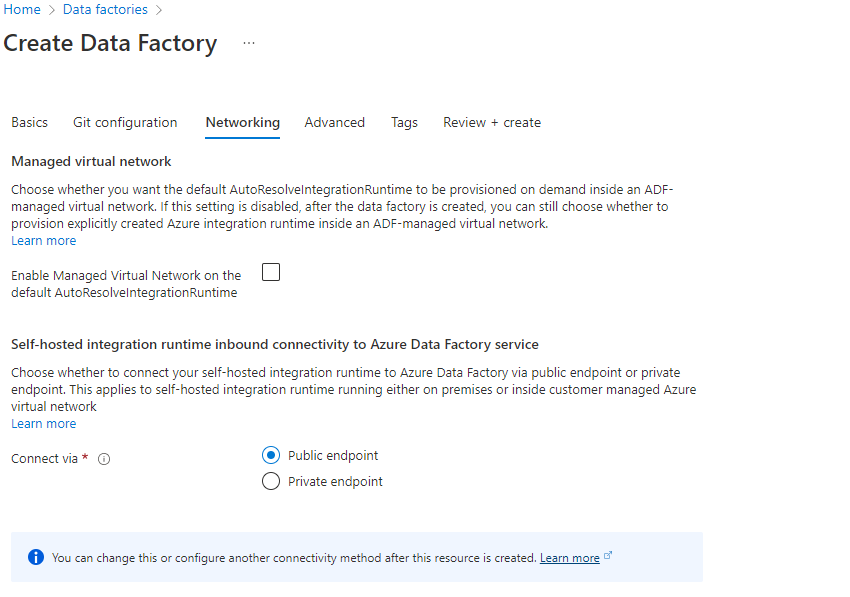 Home > Data factories >
Create Data Factory ...
Basics Git configuration Networking Advanced Tags Review + create
Managed virtual network
Choose whether you want the default AutoResolveIntegrationRuntime to be provisioned on demand inside an ADF-
managed virtual network. If this setting is disabled, after the data factory is created, you can still choose whether to
provision explicitly created Azure integration runtime inside an ADF-managed virtual network.
Learn more
Enable Managed Virtual Network on the
default AutoResolveIntegrationRuntime
Self-hosted integration runtime inbound connectivity to Azure Data Factory service
Choose whether to connect your self-hosted integration runtime to Azure Data Factory via public endpoint or private
endpoint. This applies to self-hosted integration runtime running either on premises or inside customer managed Azure
virtual network
Learn more
Connect via *
Public endpoint
Private endpoint
You can change this or configure another connectivity method after this resource is created. Learn more